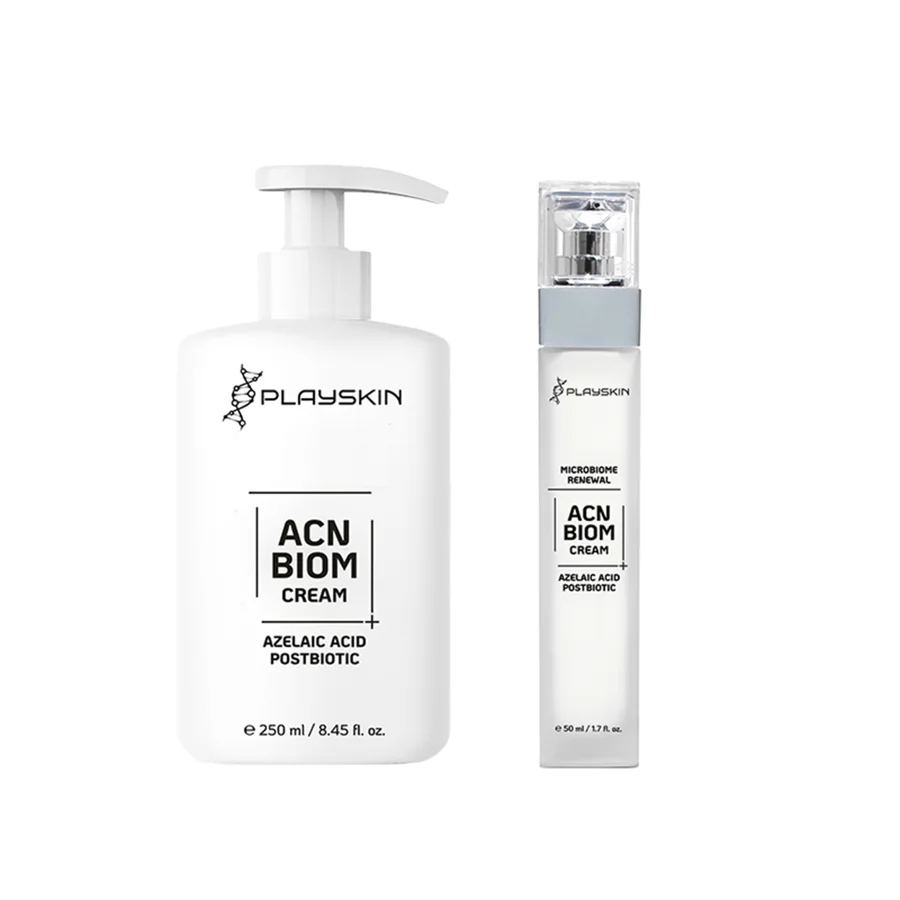 PLAYSKIN
ACN
BIOM
CREAM
AZELAIC ACID
POSTBIOTIC
℮ 250 ml / 8.45 fl. oz.
PLAYSKIN
MICROBIOME
RENEWAL
ACN
BIOM
CREAM
AZELAIC ACID
POSTBIOTIC
℮ 50 ml / 1.7 fl. oz.